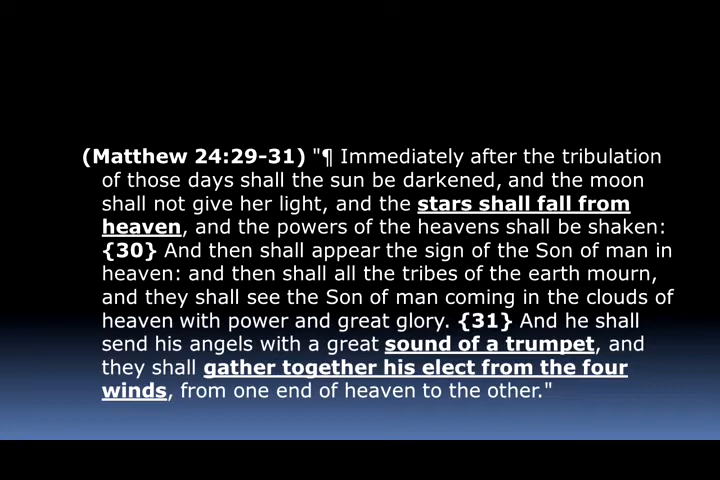 (Matthew 24:29-31) "¶ Immediately after the tribulation
of those days shall the sun be darkened, and the moon
shall not give her light, and the stars shall fall from
heaven, and the powers of the heavens shall be shaken:
{30} And then shall appear the sign of the Son of man in
heaven: and then shall all the tribes of the earth mourn,
and they shall see the Son of man coming in the clouds of
heaven with power and great glory. {31} And he shall
send his angels with a great sound of a trumpet, and
they shall gather together his elect from the four
winds, from one end of heaven to the other."